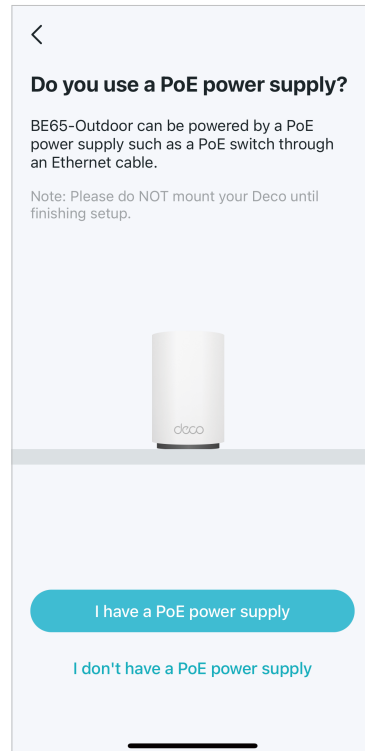 Do you use a PoE power supply?
BE65-Outdoor can be powered by a PoE
power supply such as a PoE switch through
an Ethernet cable.
Note: Please do NOT mount your Deco until
finishing setup.
deco
I have a PoE power supply
I don't have a PoE power supply